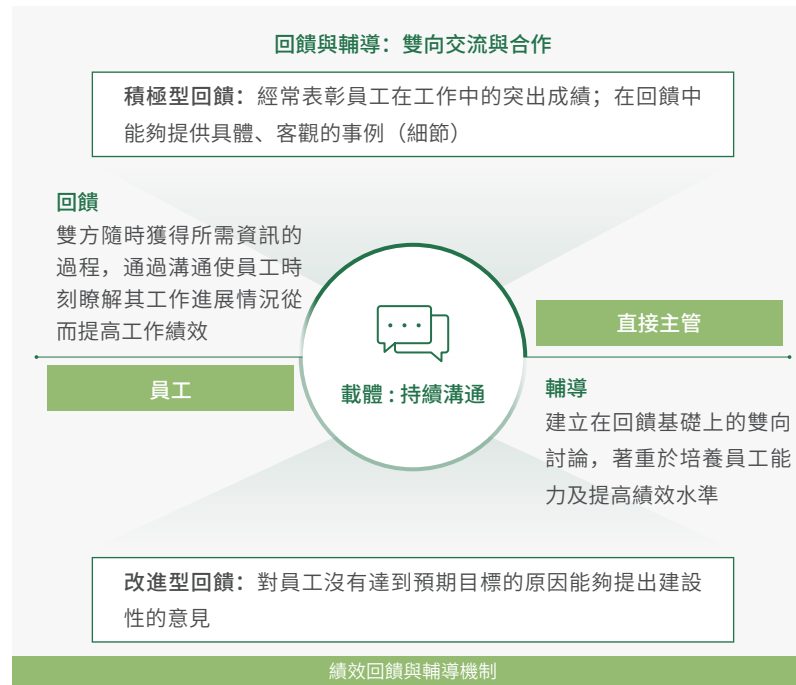 回饋與輔導：雙向交流與合作
積極型回饋：經常表彰員工在工作中的突出成績；在回饋中
能夠提供具體、客觀的事例（細節）
回饋
雙方隨時獲得所需資訊的
過程，通過溝通使員工時
刻瞭解其工作進展情況從
而提高工作績效
員工
載體 : 持續溝通
直接主管
輔導
建立在回饋基礎上的雙向
討論，著重於培養員工能
力及提高績效水準
改進型回饋：對員工沒有達到預期目標的原因能夠提出建設
性的意見
績效回饋與輔導機制